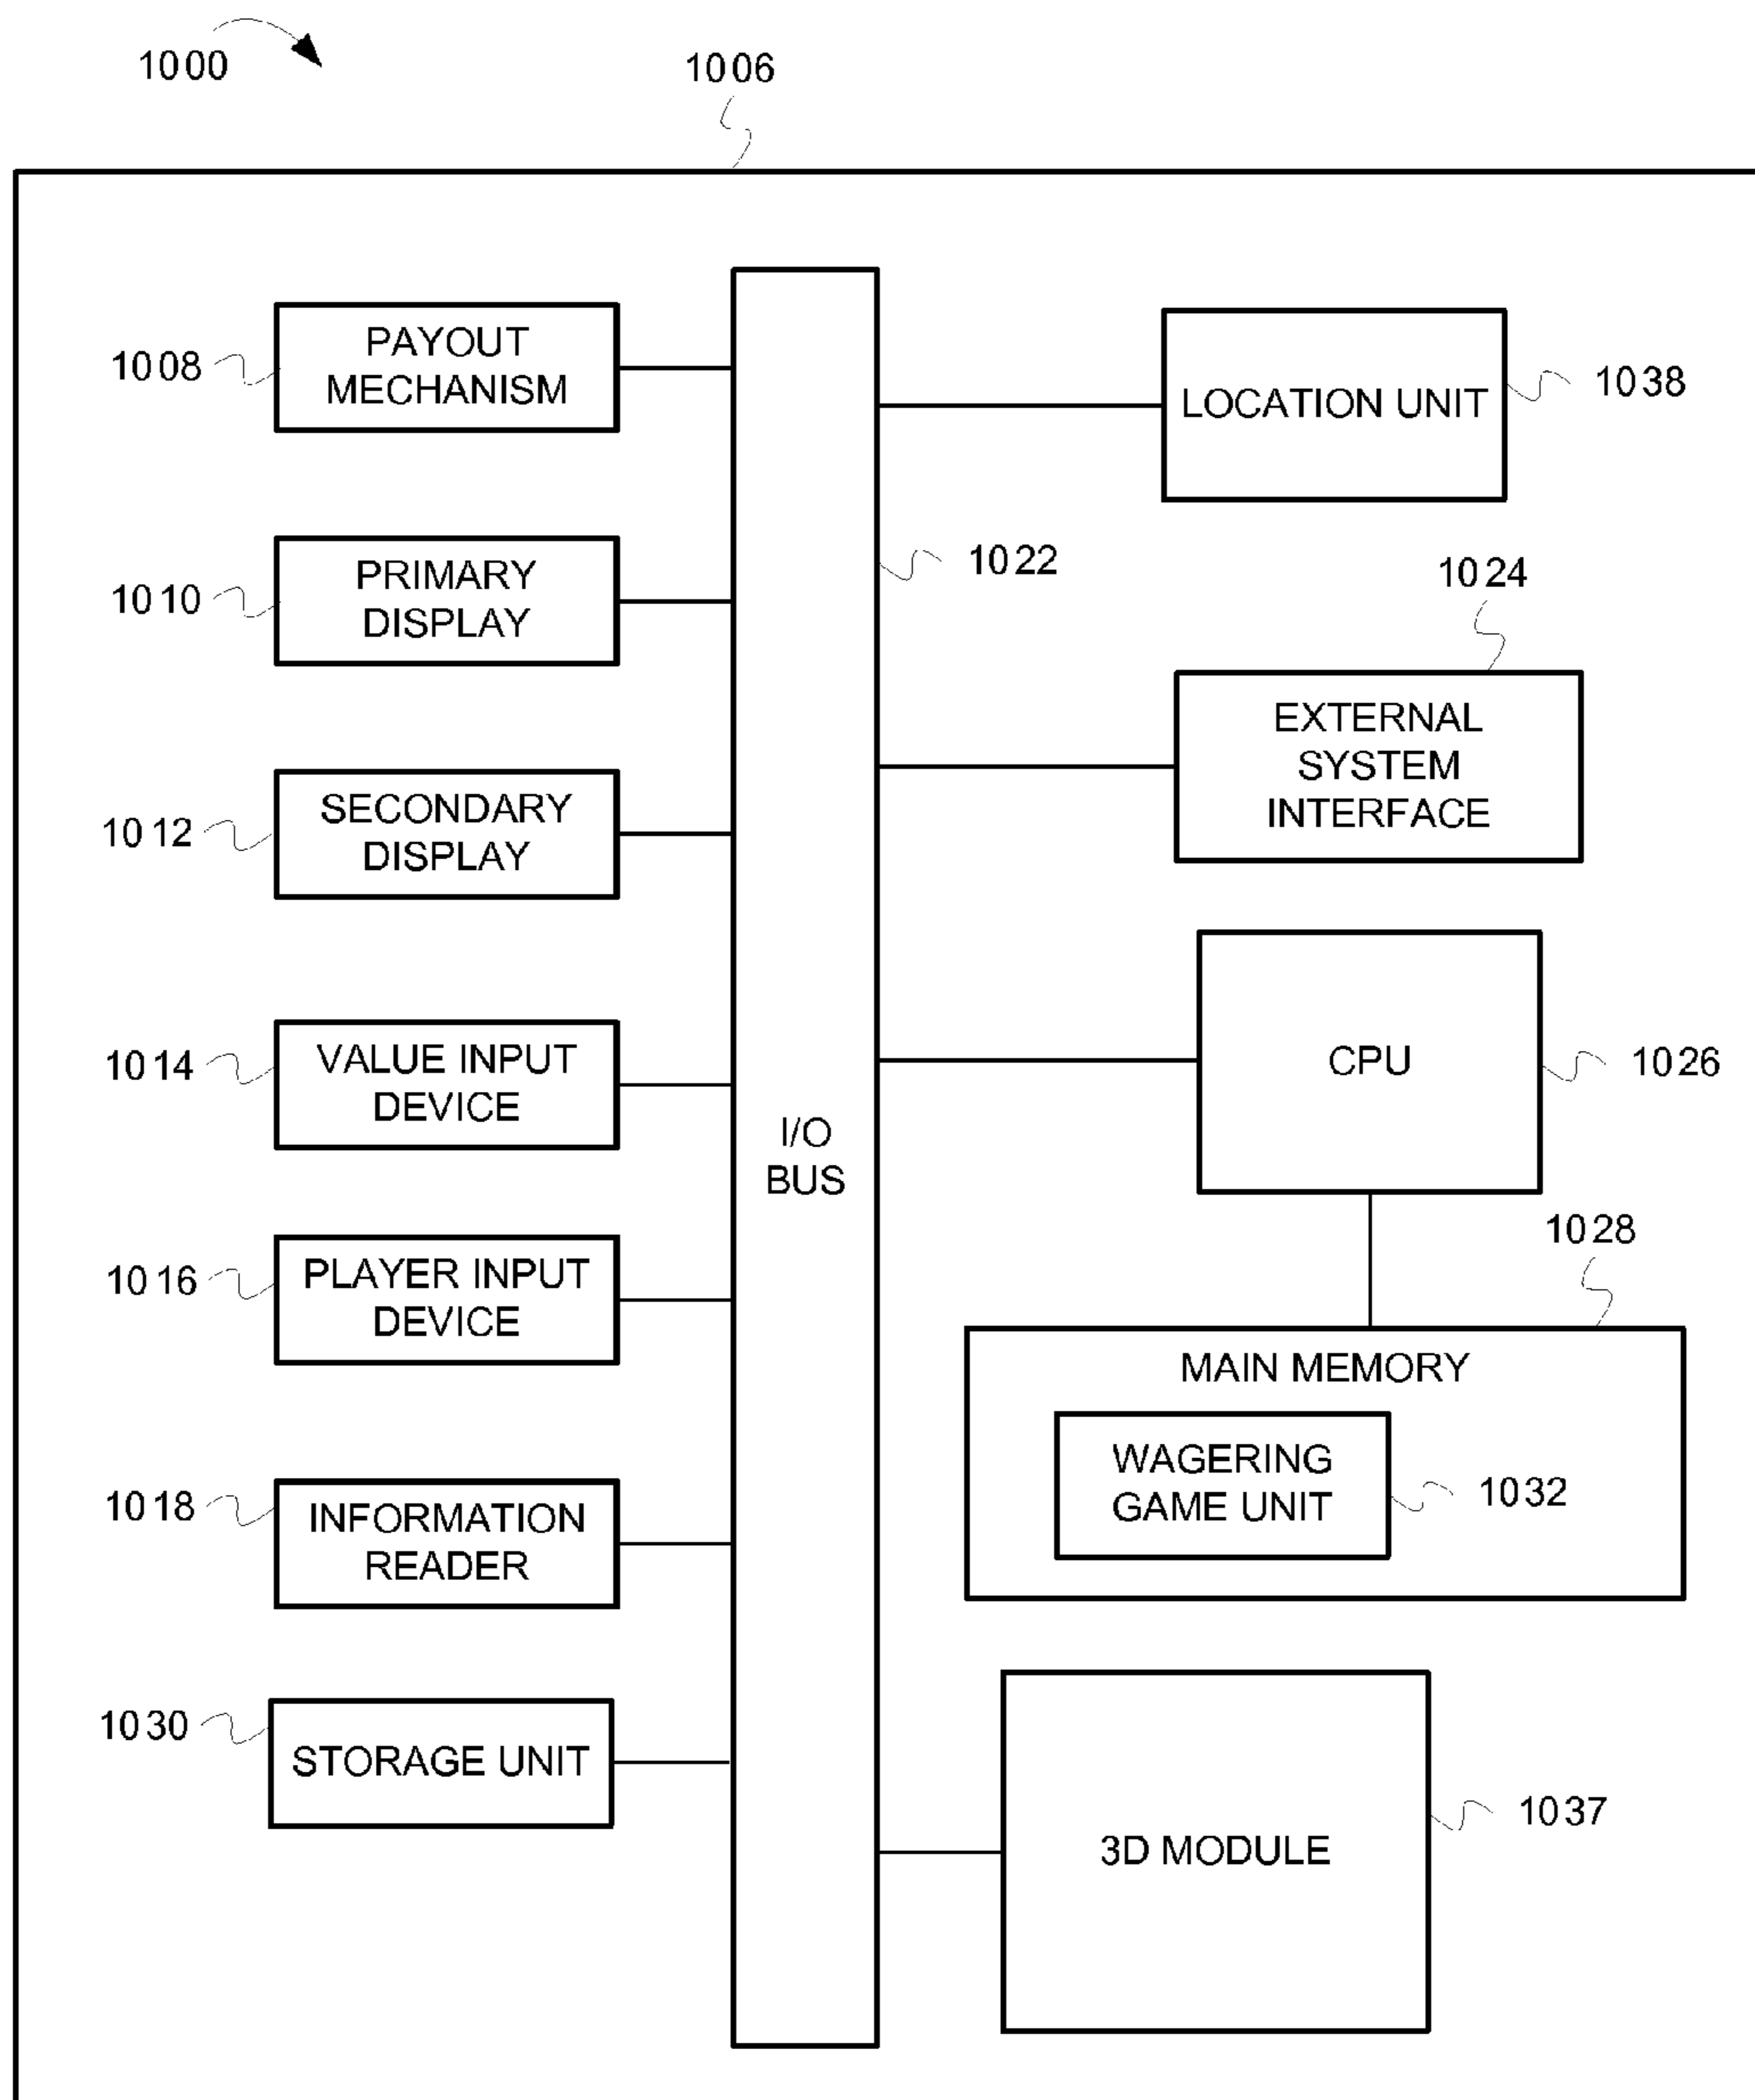 1000
1006
1008
PAYOUT
MECHANISM
1010
PRIMARY
DISPLAY
1012
SECONDARY
DISPLAY
1014
VALUE INPUT
DEVICE
1016
PLAYER INPUT
DEVICE
1018
INFORMATION
READER
1030
STORAGE UNIT
I/O
BUS
1022
LOCATION UNIT
1038
1024
EXTERNAL
SYSTEM
INTERFACE
CPU
1026
1028
MAIN MEMORY
WAGERING
GAME UNIT
1032
3D MODULE
1037